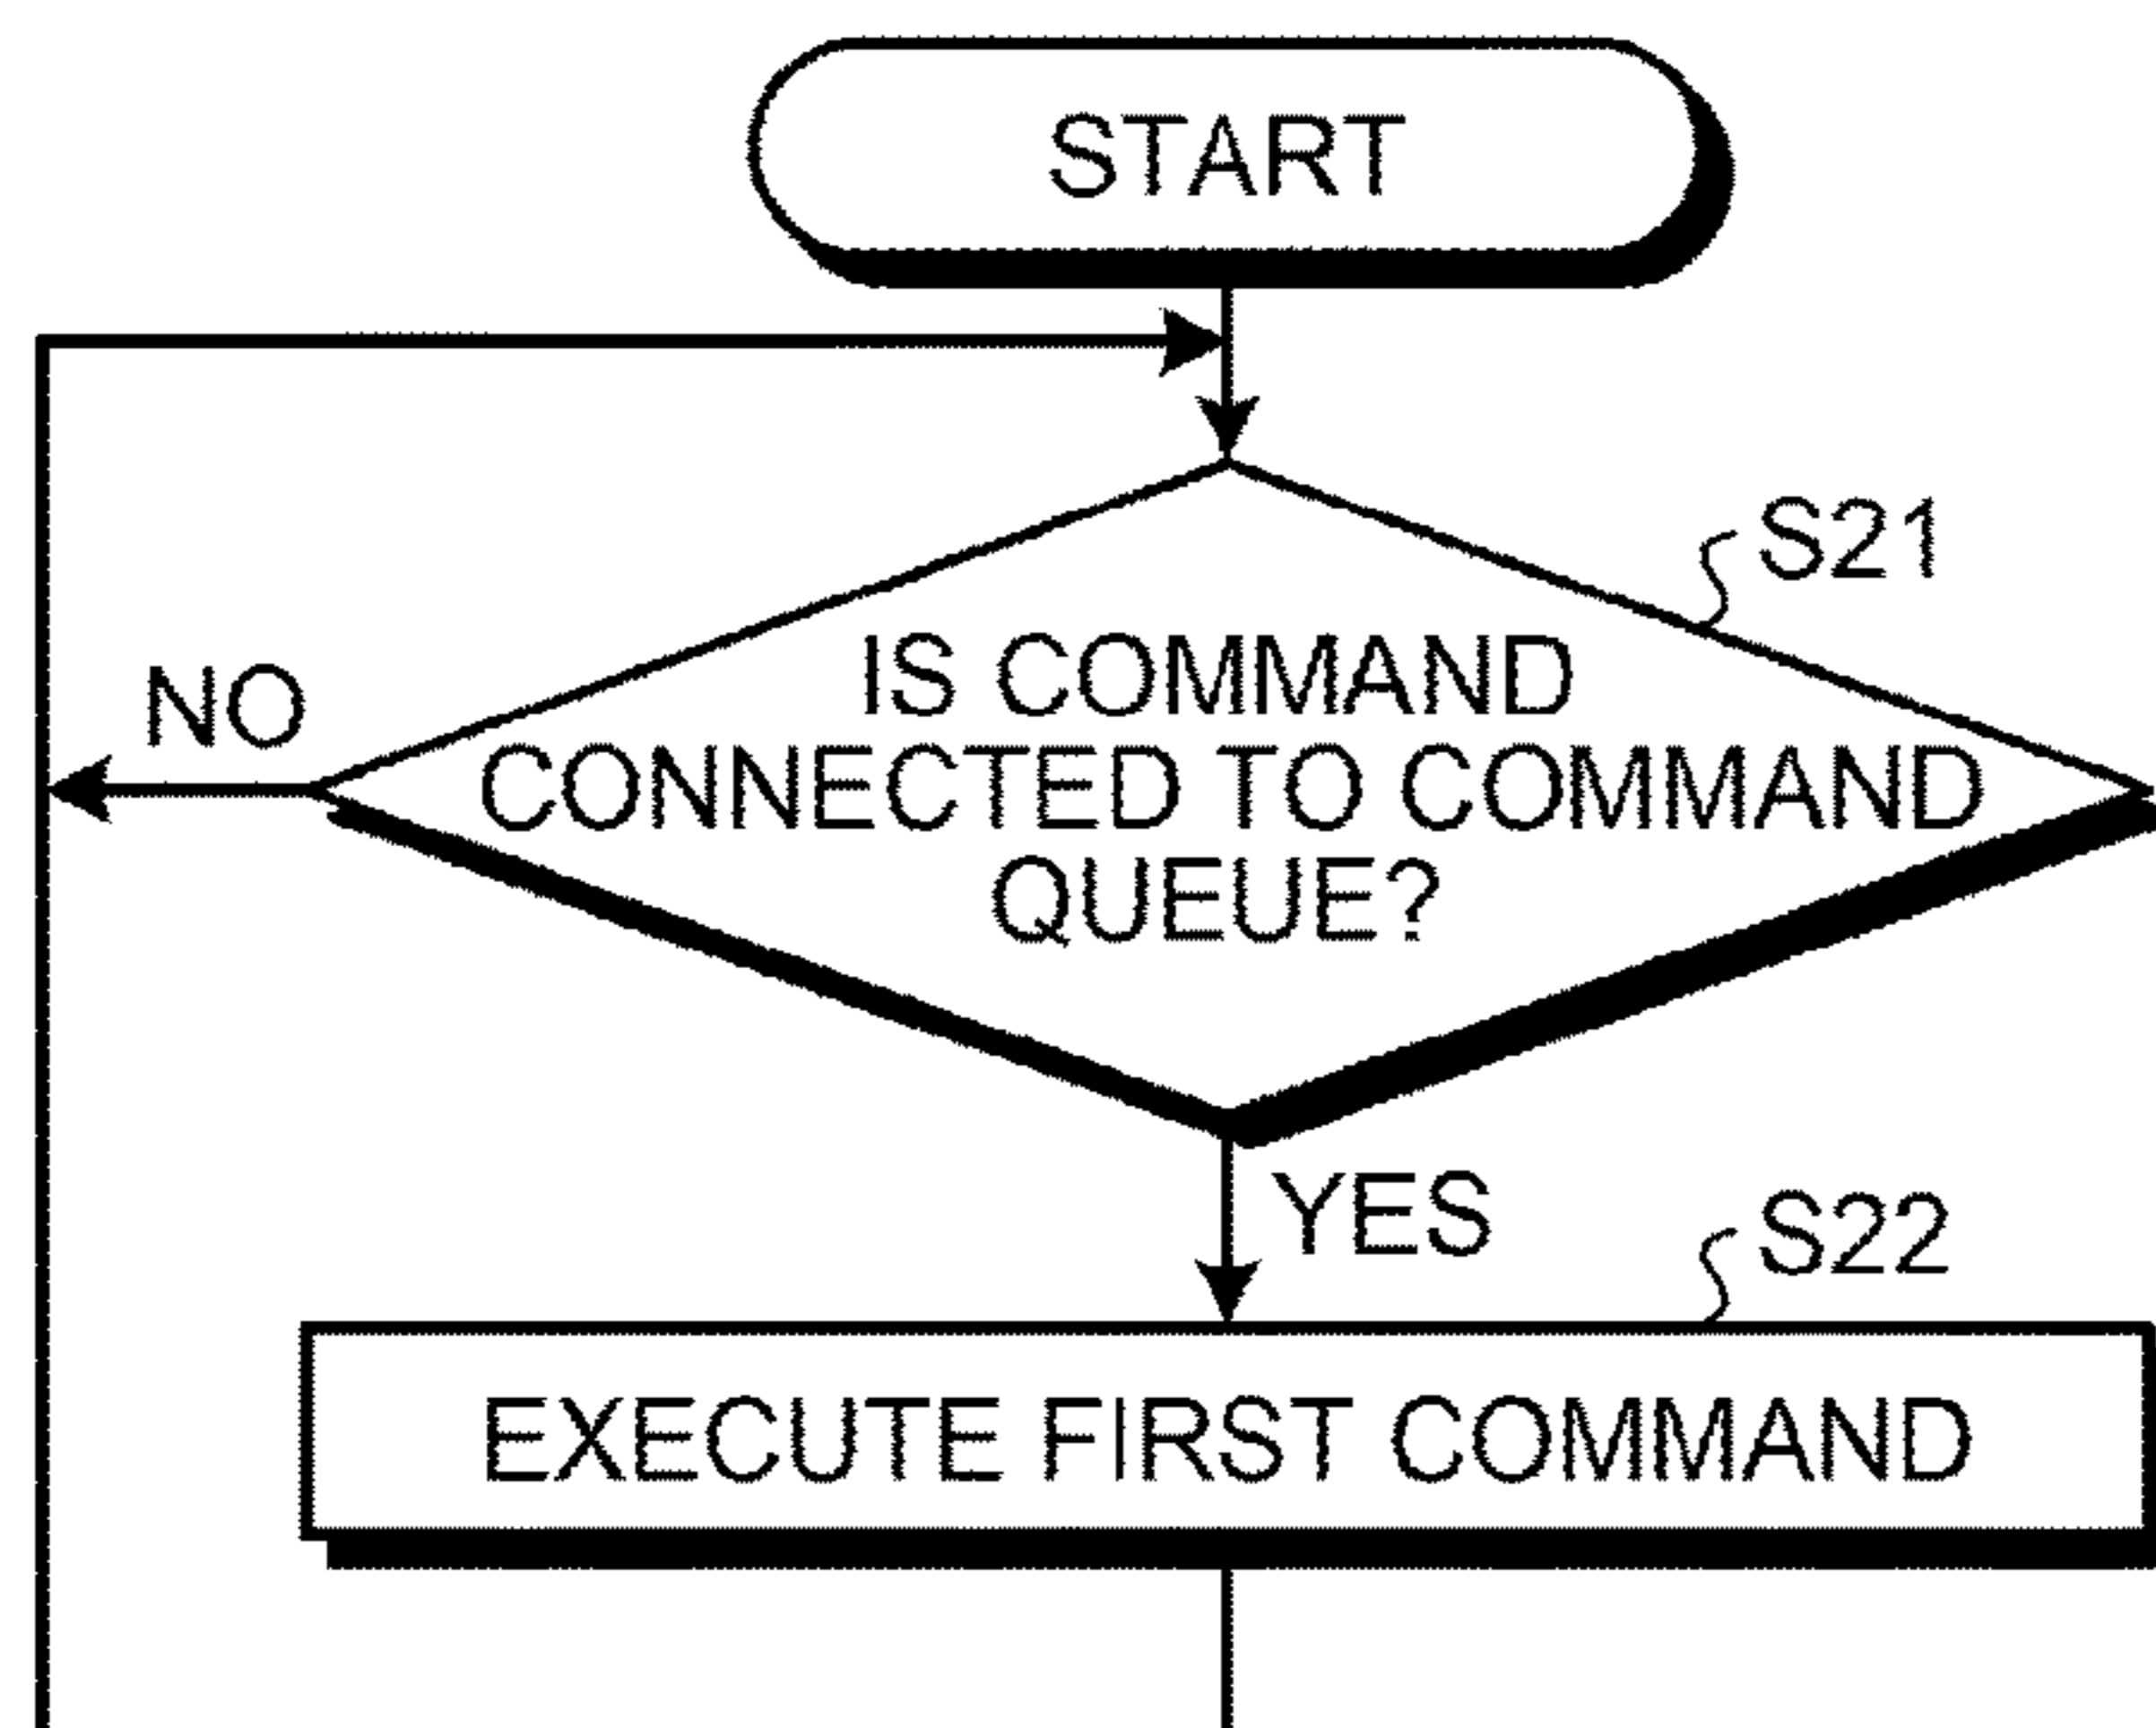 START
S21
IS COMMAND
CONNECTED TO COMMAND
QUEUE?
NO
YES
S22
EXECUTE FIRST COMMAND